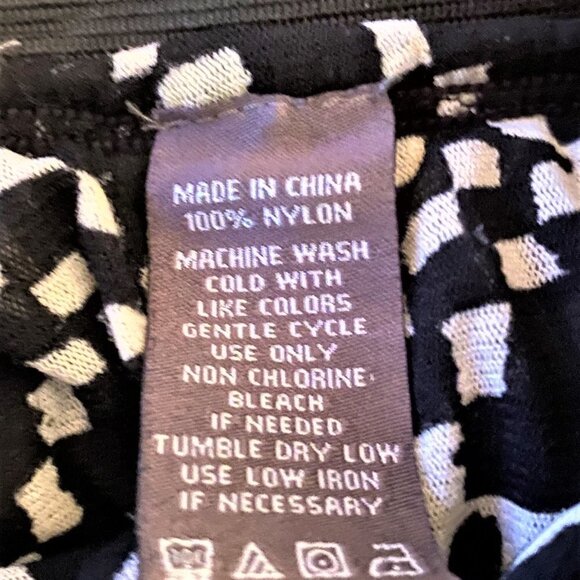 MADE IN CHINA
100% NYLON
MACHINE WASH
COLD WITH
LIKE COLORS
GENTLE CYCLE
USE ONLY
NON CHLORINE
BLEACH
IF NEEDED
TUMBLE DRY LOW
USE LOW IRON
IF NECESSARY